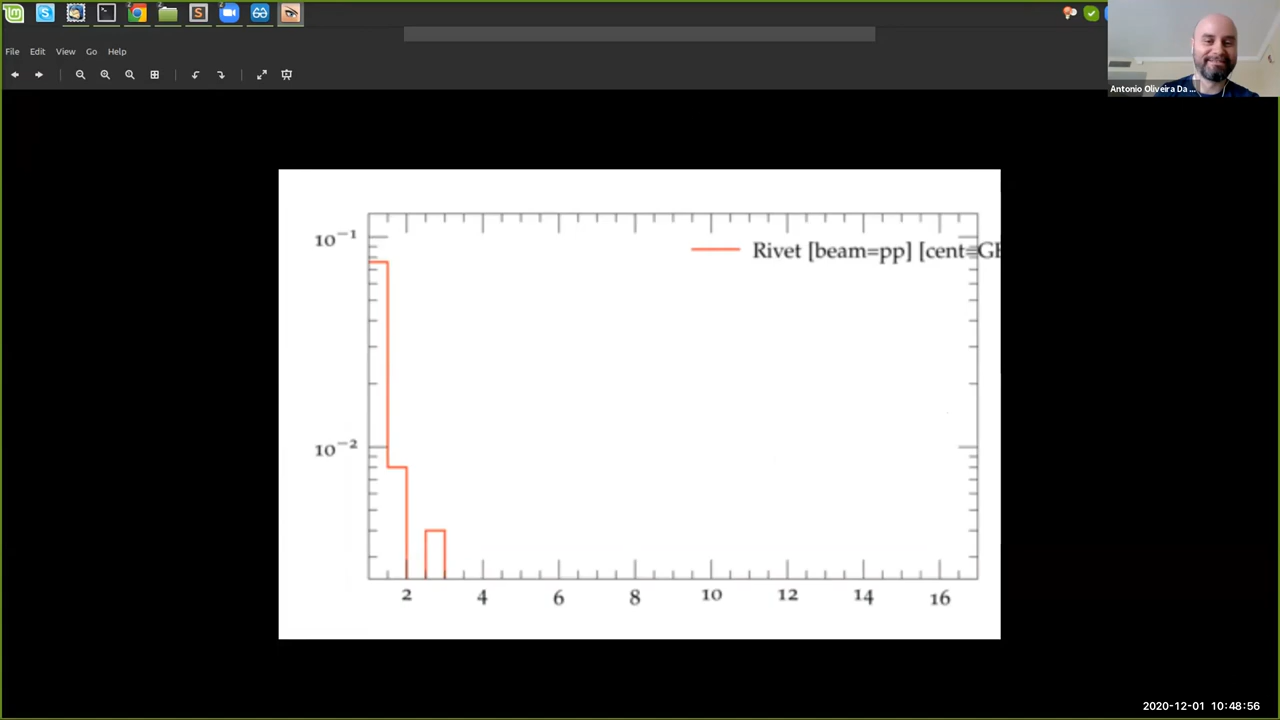 File Edit View Go Help
Antonio Oliveira Da ...
10⁻¹
Rivet [beam=pp] [cent=GE
10⁻²
2 4 6 8 10 12 14 16
2020-12-01 10:48:56